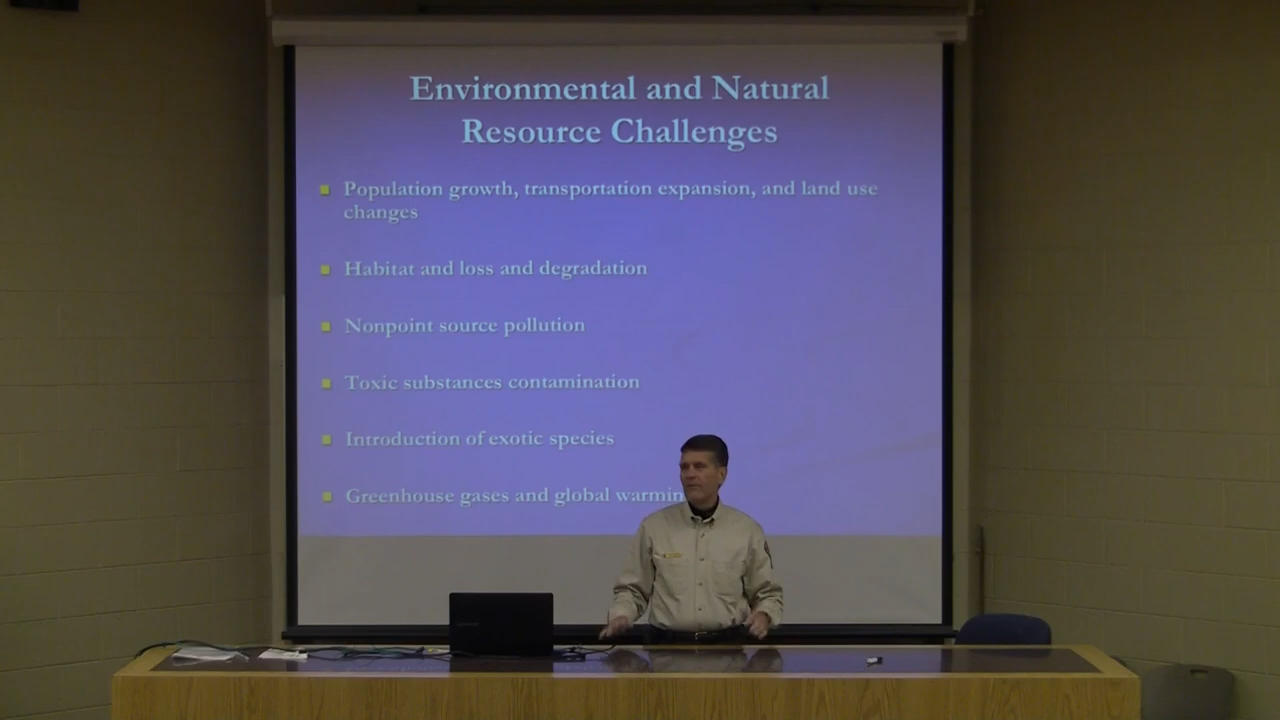 Environmental and Natural
Resource Challenges
Population growth, transportation expansion, and land use
changes
Habitat and loss and degradation
Nonpoint source pollution
Toxic substances contamination
Introduction of exotic species
Greenhouse gases and global warmin